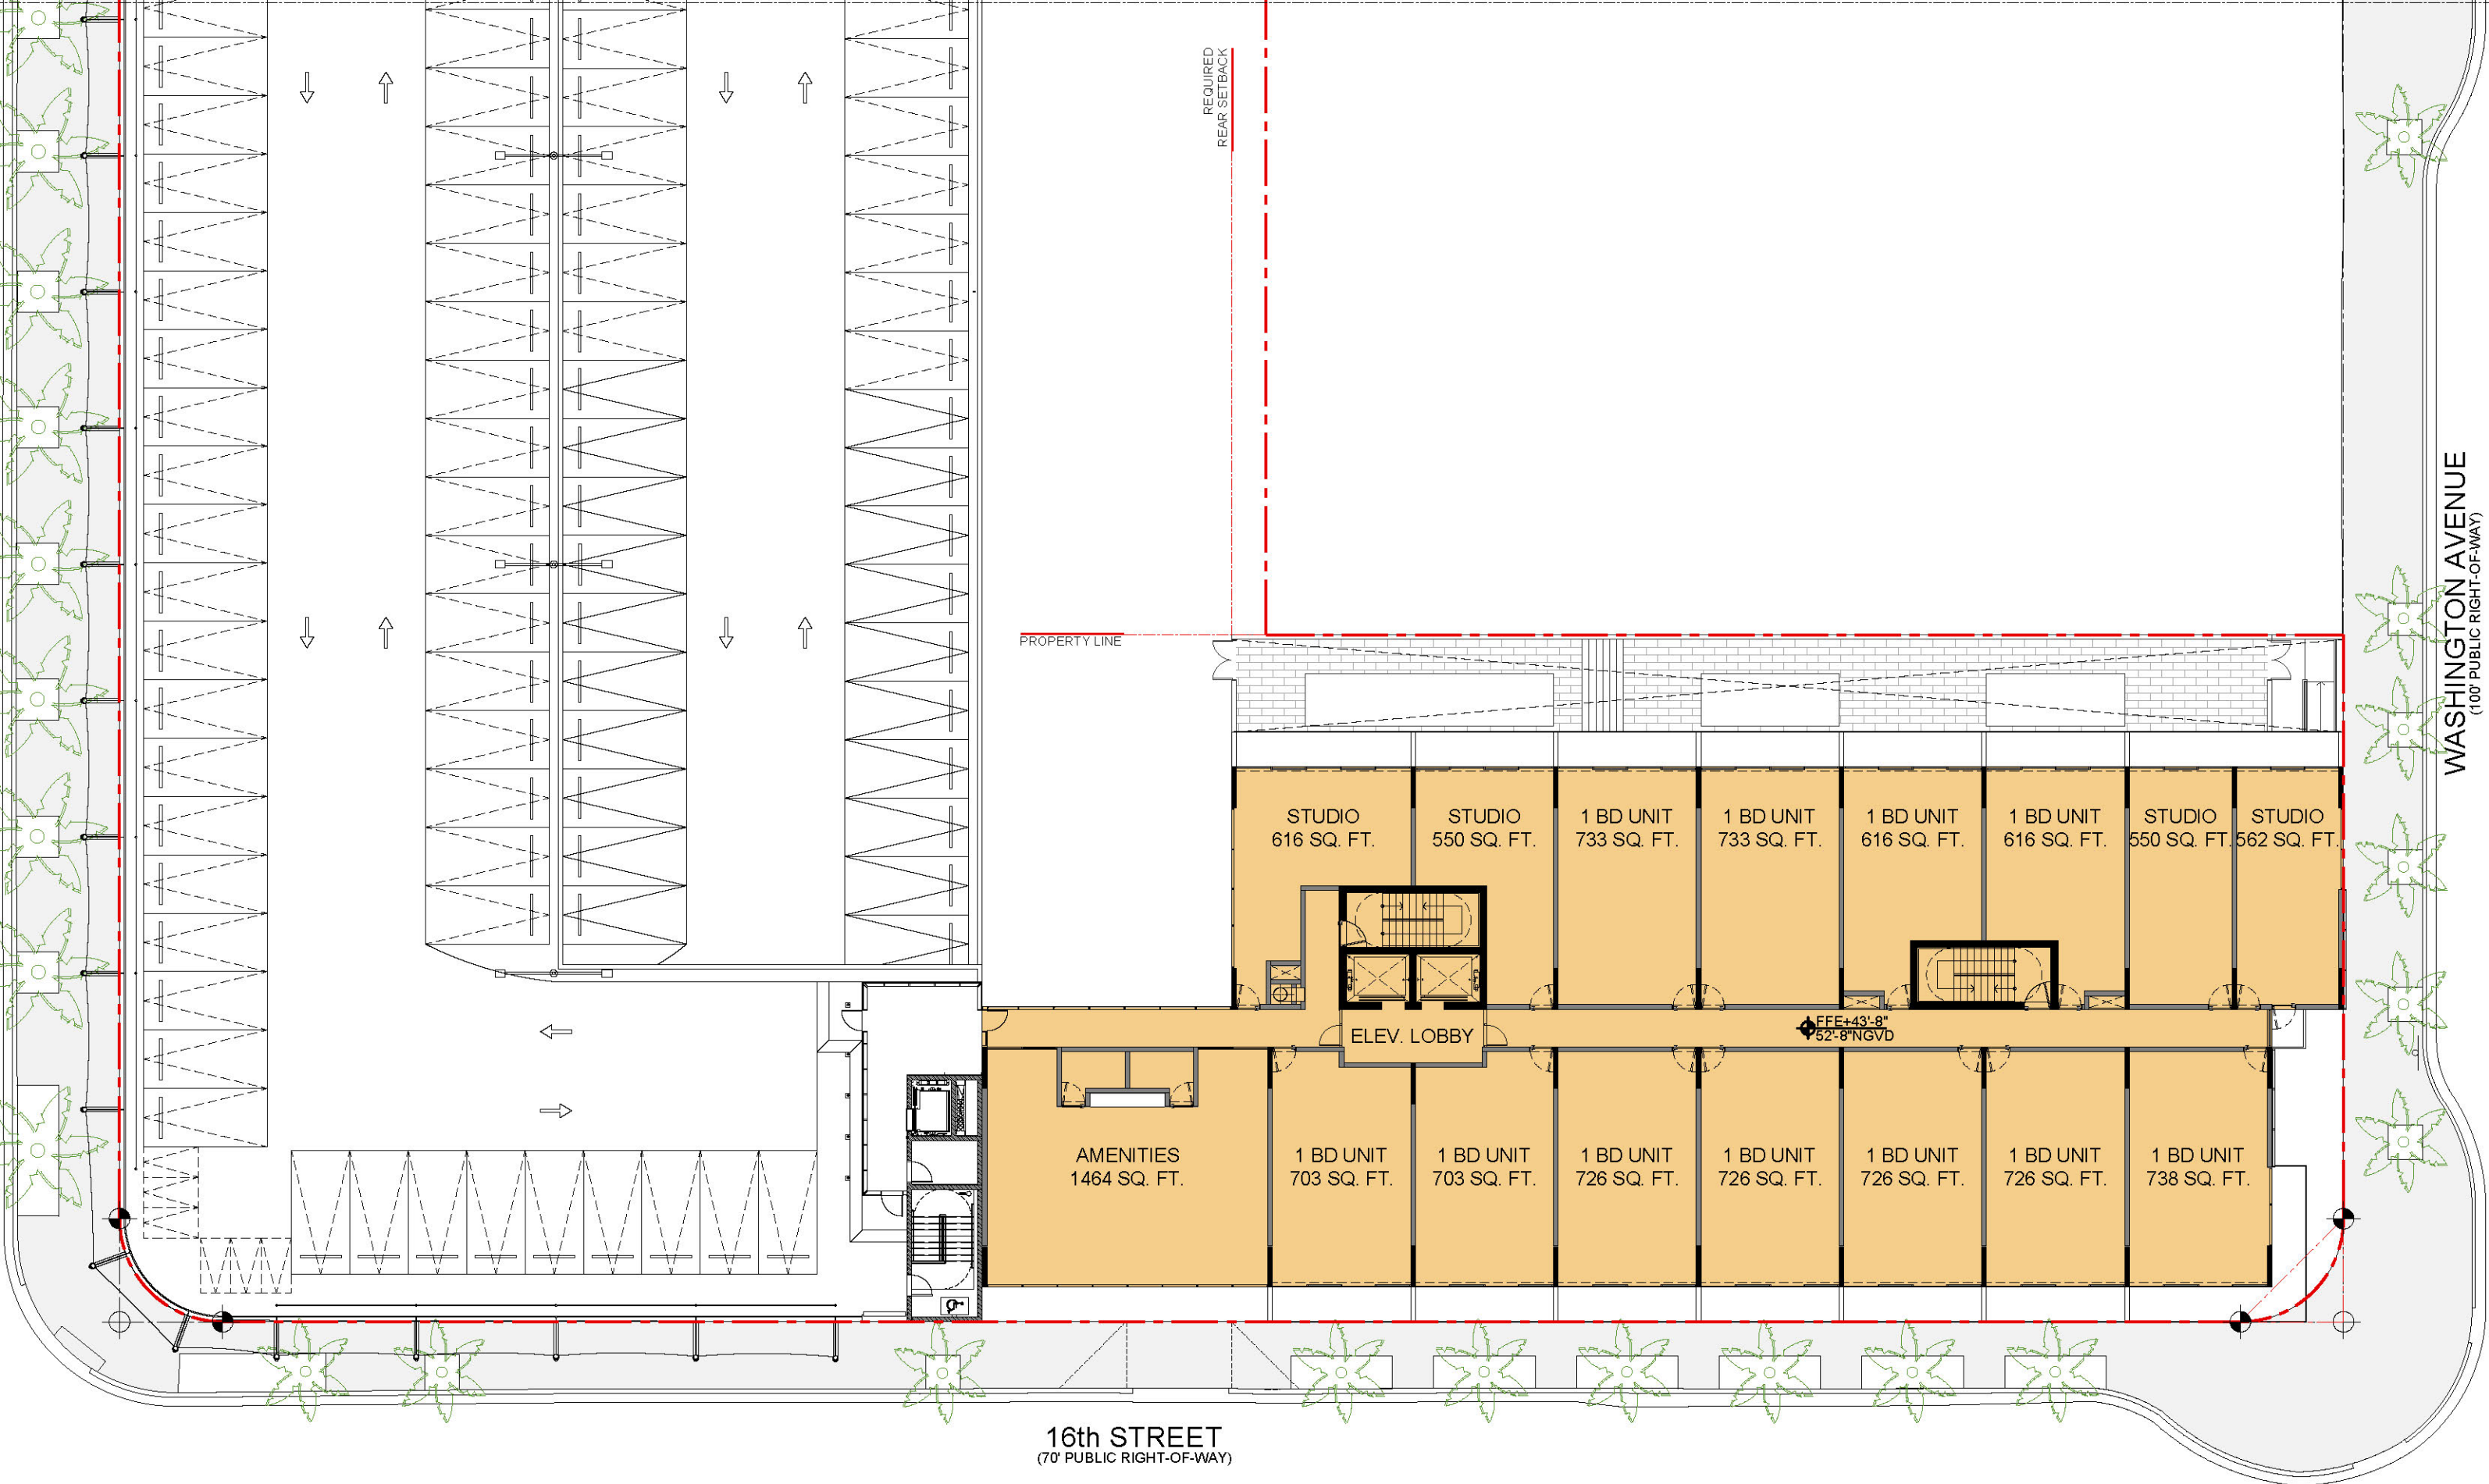 REQUIRED
REAR SETBACK
PROPERTY LINE
WASHINGTON AVENUE
(100' PUBLIC RIGHT-OF-WAY)
STUDIO
616 SQ. FT.
STUDIO
550 SQ. FT.
1 BD UNIT
733 SQ. FT.
1 BD UNIT
733 SQ. FT.
1 BD UNIT
616 SQ. FT.
1 BD UNIT
616 SQ. FT.
STUDIO
550 SQ. FT.
STUDIO
562 SQ. FT.
ELEV. LOBBY
FFE+43'-8"
52'-8"NGVD
AMENITIES
1464 SQ. FT.
1 BD UNIT
703 SQ. FT.
1 BD UNIT
703 SQ. FT.
1 BD UNIT
726 SQ. FT.
1 BD UNIT
726 SQ. FT.
1 BD UNIT
726 SQ. FT.
1 BD UNIT
726 SQ. FT.
1 BD UNIT
738 SQ. FT.
16th STREET
(70' PUBLIC RIGHT-OF-WAY)